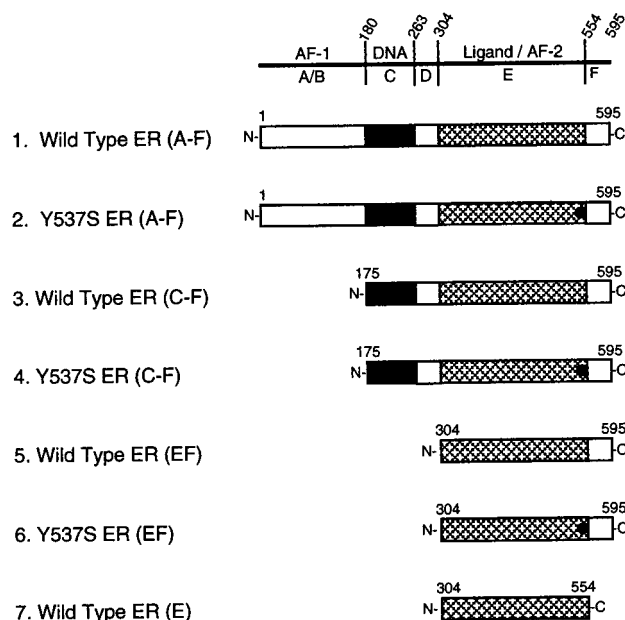 180 263 304 554 595
AF-1 DNA Ligand / AF-2
A/B C D E F
1 595
1. Wild Type ER (A-F) N- -C
1 595
2. Y537S ER (A-F) N- -C
175 595
3. Wild Type ER (C-F) N- -C
175 595
4. Y537S ER (C-F) N- -C
304 595
5. Wild Type ER (EF) N- -C
304 595
6. Y537S ER (EF) N- -C
304 554
7. Wild Type ER (E) N- -C